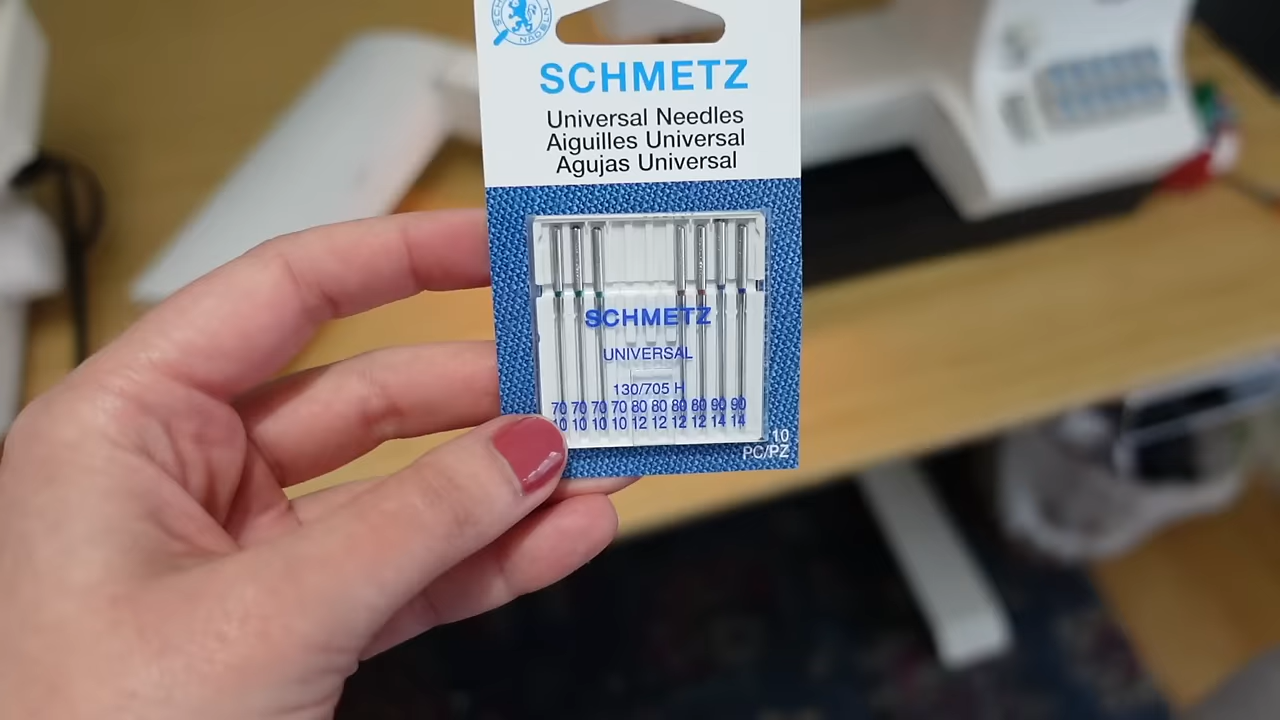 SCHMETZ
Universal Needles
Aiguilles Universal
Agujas Universal
SCHMETZ
UNIVERSAL
130/705 H
70 70 70 70 80 80 80 80 90 90
10 10 10 12 12 12 12 14 14
10
PC/PZ